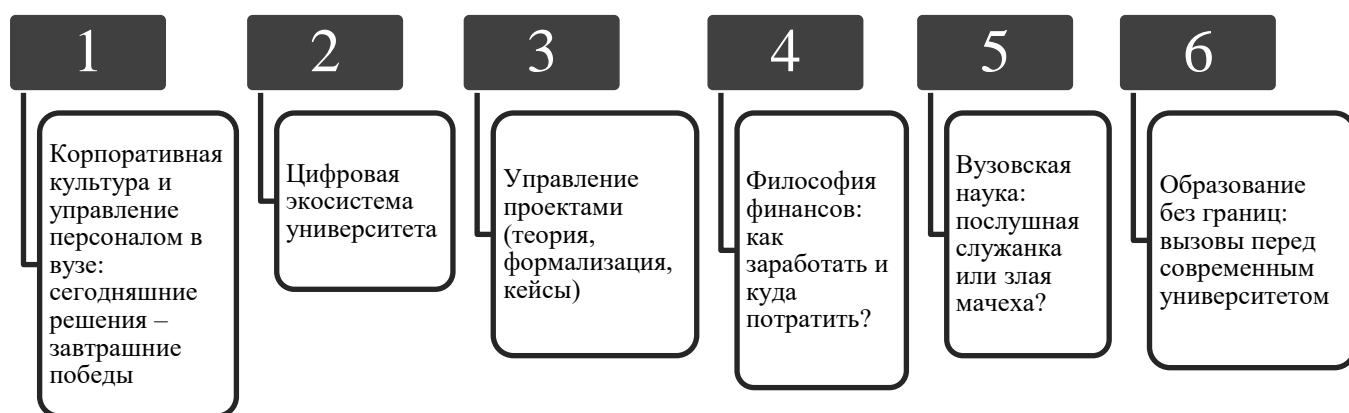 1
Корпоративная
культура и
управление
персоналом в
вузе:
сегодняшние
решения –
завтрашние
победы
2
Цифровая
экосистема
университета
3
Управление
проектами
(теория,
формализация,
кейсы)
4
Философия
финансов:
как
заработать и
куда
потратить?
5
Вузовская
наука:
послушная
служанка
или злая
мачеха?
6
Образование
без границ:
вызовы перед
современным
университетом